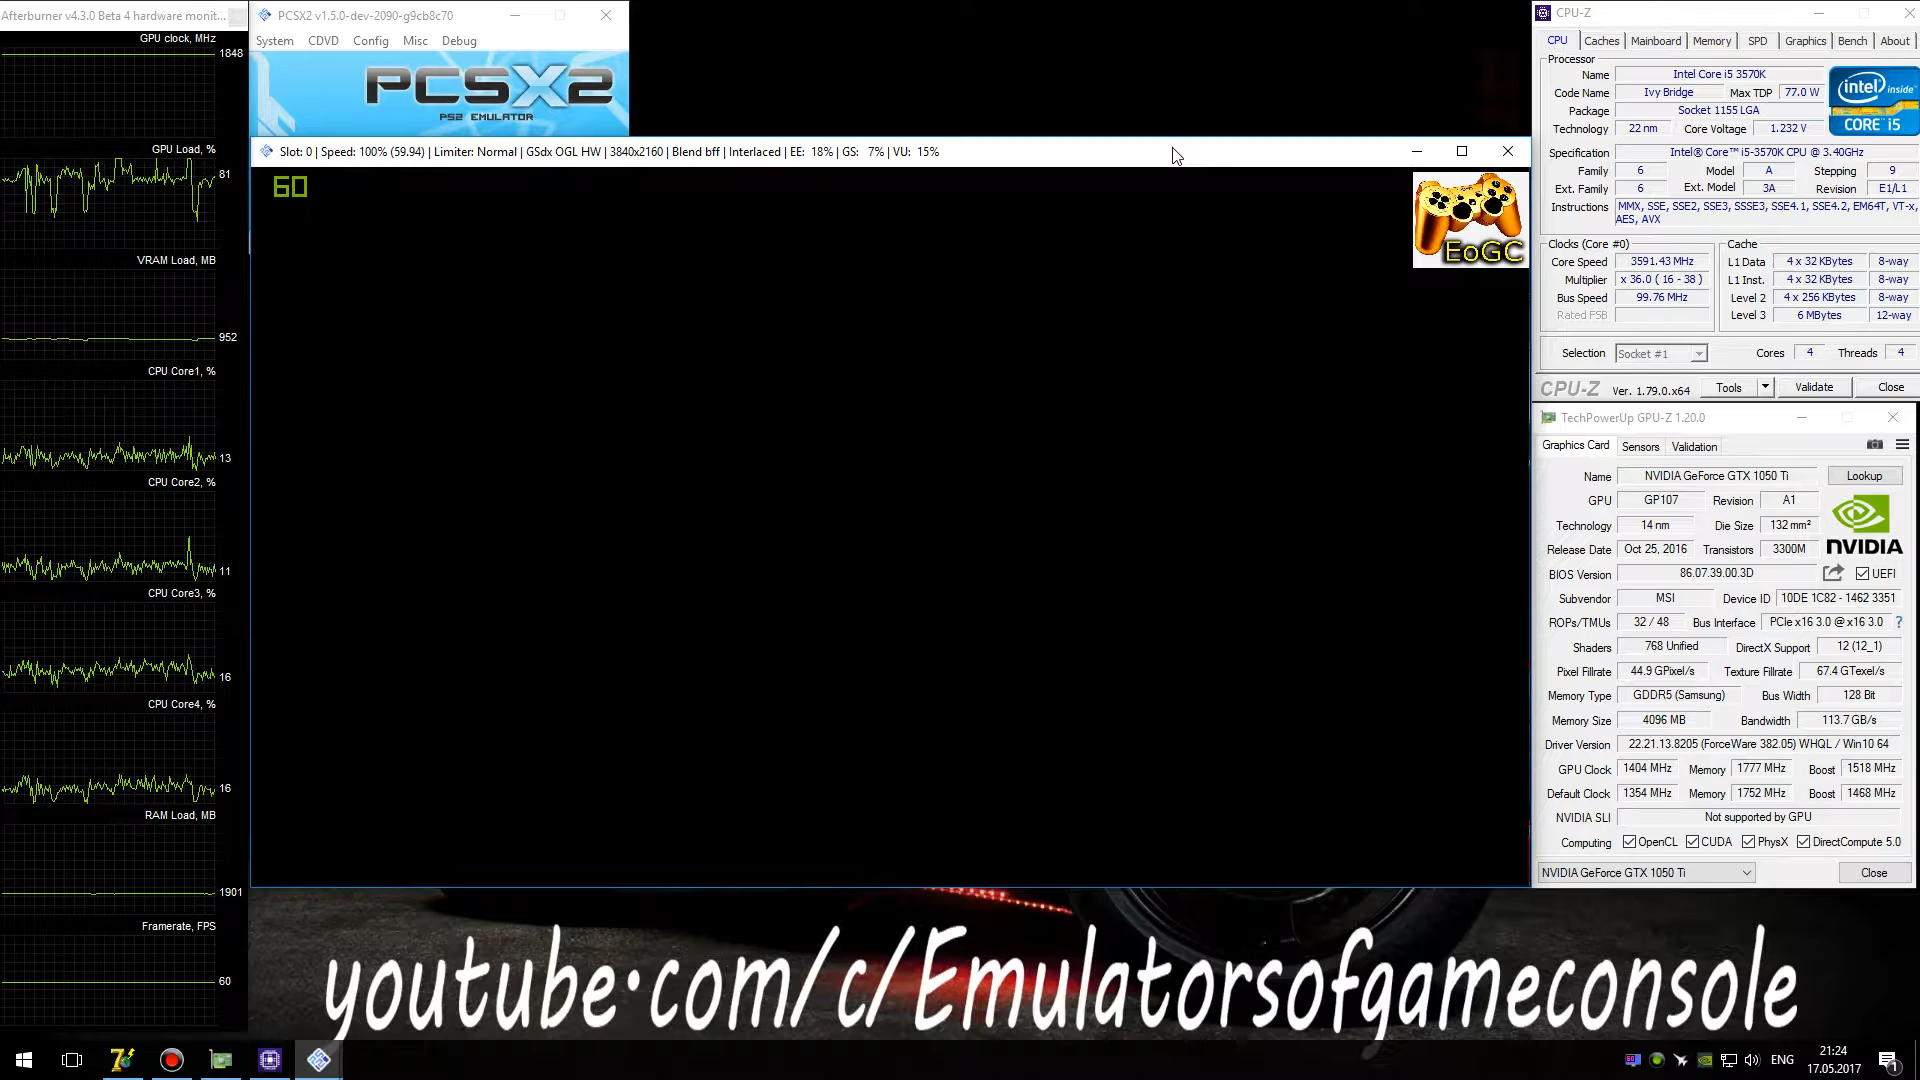 Afterburner v4.3.0 Beta 4 hardware monit...
GPU clock, MHz
1848
GPU Load, %
81
VRAM Load, MB
952
CPU Core1, %
13
CPU Core2, %
11
CPU Core3, %
16
CPU Core4, %
16
RAM Load, MB
1901
Framerate, FPS
60
PCSX2 v1.5.0-dev-2090-g9cb8c70
System CDVD Config Misc Debug
PCSX2
PS2 EMULATOR
Slot: 0 | Speed: 100% (59.94) | Limiter: Normal | GSdx OGL HW | 3840x2160 | Blend bff | Interlaced | EE: 18% | GS: 7% | VU: 15%
60
EoGC
CPU-Z
CPU Caches Mainboard Memory SPD Graphics Bench About
Processor
Name Intel Core i5 3570K
Code Name Ivy Bridge Max TDP 77.0 W
Package Socket 1155 LGA
Technology 22 nm Core Voltage 1.232 V
intel inside
CORE i5
Specification Intel® Core™ i5-3570K CPU @ 3.40GHz
Family 6 Model A Stepping 9
Ext. Family 6 Ext. Model 3A Revision E1/L1
Instructions MMX, SSE, SSE2, SSE3, SSSE3, SSE4.1, SSE4.2, EM64T, VT-x,
AES, AVX
Clocks (Core #0) Cache
Core Speed 3591.43 MHz L1 Data 4 x 32 KBytes 8-way
Multiplier x 36.0 ( 16 - 38 ) L1 Inst. 4 x 32 KBytes 8-way
Bus Speed 99.76 MHz Level 2 4 x 256 KBytes 8-way
Rated FSB Level 3 6 MBytes 12-way
Selection Socket #1 Cores 4 Threads 4
CPU-Z Ver. 1.79.0.x64 Tools Validate Close
TechPowerUp GPU-Z 1.20.0
Graphics Card Sensors Validation
Name NVIDIA GeForce GTX 1050 Ti Lookup
GPU GP107 Revision A1
Technology 14 nm Die Size 132 mm²
Release Date Oct 25, 2016 Transistors 3300M
NVIDIA
BIOS Version 86.07.39.00.3D UEFI
Subvendor MSI Device ID 10DE 1C82 - 1462 3351
ROPs/TMUs 32 / 48 Bus Interface PCIe x16 3.0 @ x16 3.0 ?
Shaders 768 Unified DirectX Support 12 (12_1)
Pixel Fillrate 44.9 GPixel/s Texture Fillrate 67.4 GTexel/s
Memory Type GDDR5 (Samsung) Bus Width 128 Bit
Memory Size 4096 MB Bandwidth 113.7 GB/s
Driver Version 22.21.13.8205 (ForceWare 382.05) WHQL / Win10 64
GPU Clock 1404 MHz Memory 1777 MHz Boost 1518 MHz
Default Clock 1354 MHz Memory 1752 MHz Boost 1468 MHz
NVIDIA SLI Not supported by GPU
Computing OpenCL CUDA PhysX DirectCompute 5.0
NVIDIA GeForce GTX 1050 Ti Close
youtube.com/c/Emulatorsofgameconsole
60 ENG 21:24
17.05.2017
1